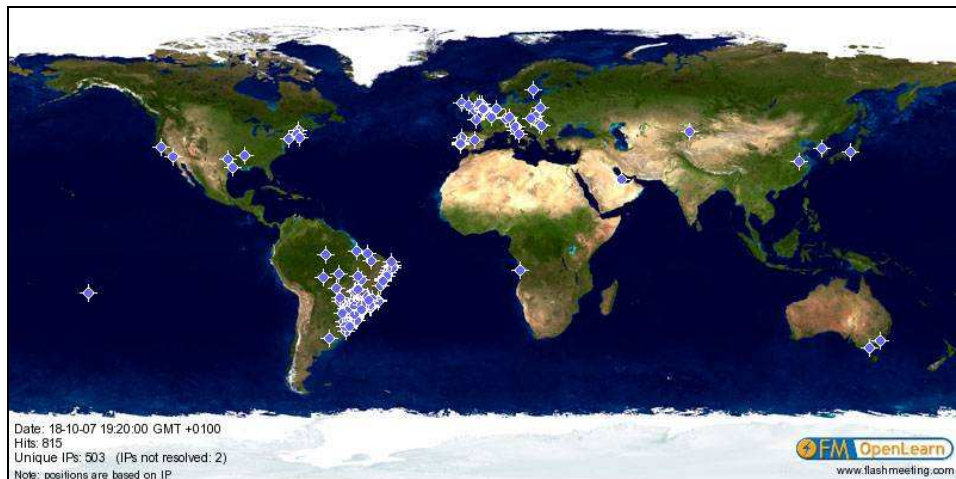 Date: 18-10-07 19:20:00 GMT +0100
Hits: 815
Unique IPs: 503 (IPs not resolved: 2)
Note: positions are based on IP
FM OpenLearn
www.flashmeeting.com